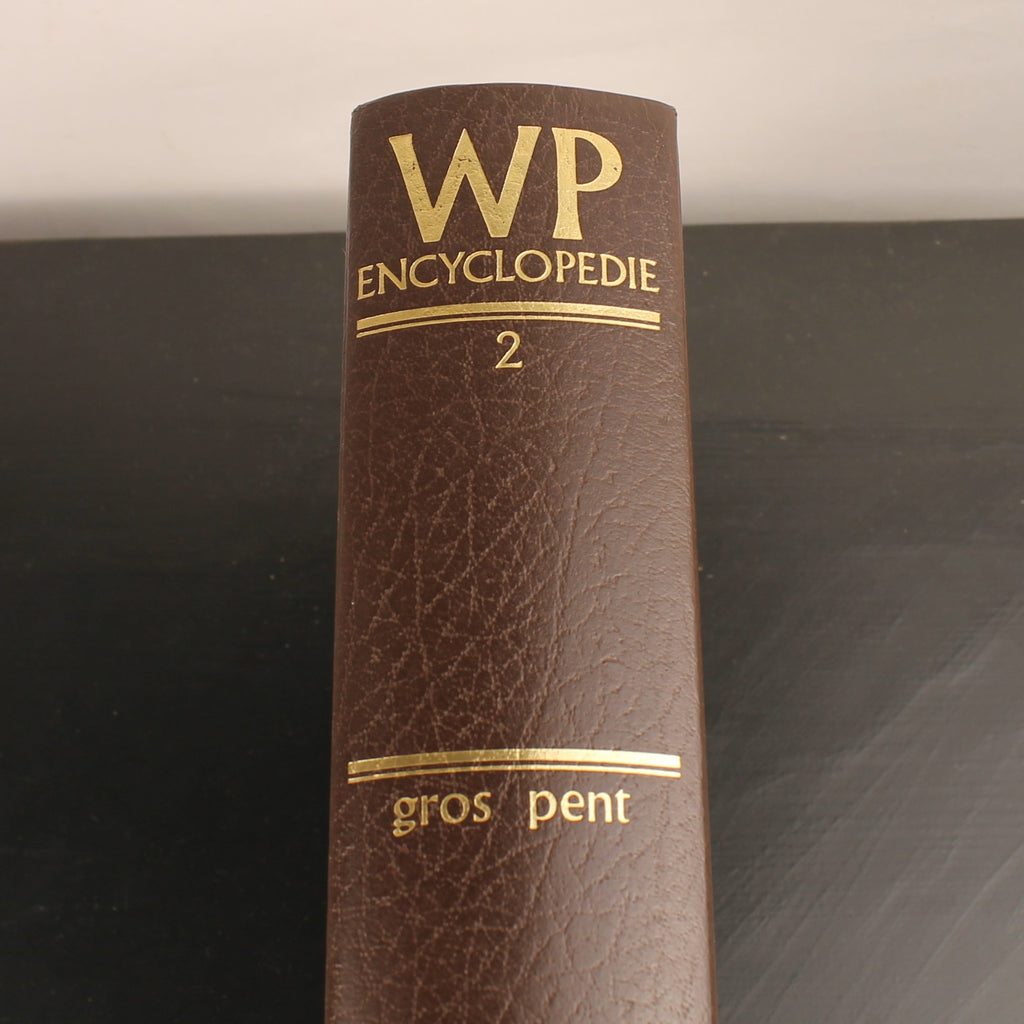 WP
ENCYCLOPEDIE
2
gros pent